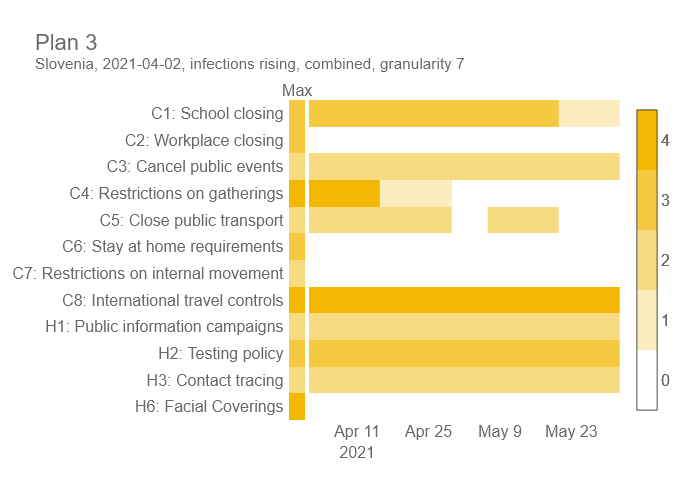 Plan 3
Slovenia, 2021-04-02, infections rising, combined, granularity 7
Max
C1: School closing
C2: Workplace closing
C3: Cancel public events
C4: Restrictions on gatherings
C5: Close public transport
C6: Stay at home requirements
C7: Restrictions on internal movement
C8: International travel controls
H1: Public information campaigns
H2: Testing policy
H3: Contact tracing
H6: Facial Coverings
Apr 11 Apr 25 May 9 May 23
2021
4
3
2
1
0